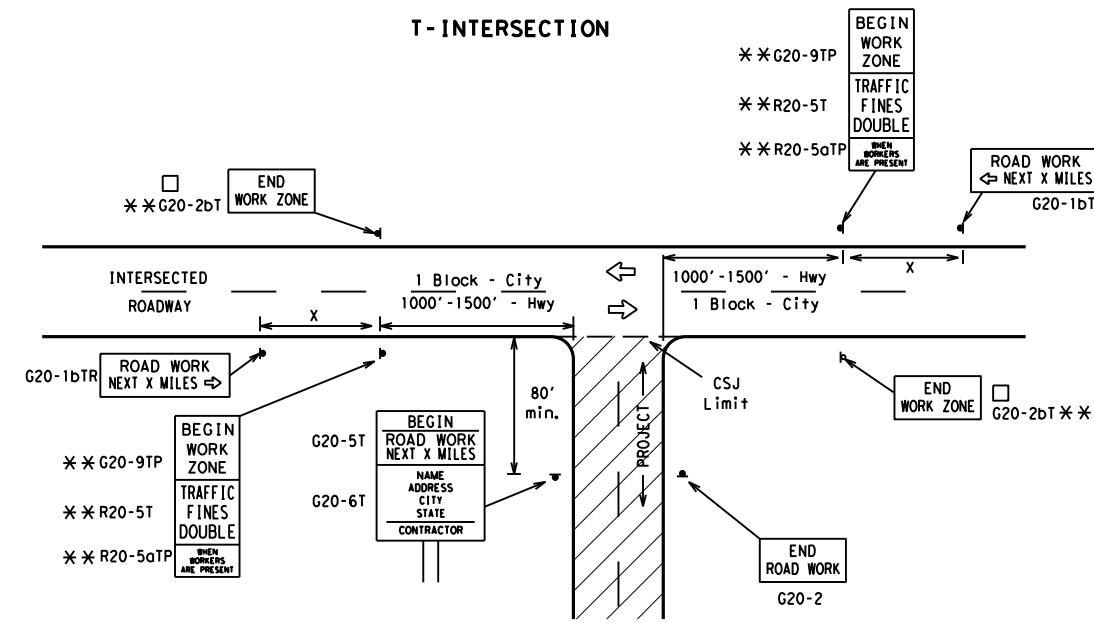 T-INTERSECTION
BEGIN
WORK
ZONE
**G20-9TP
TRAFFIC
FINES
DOUBLE
**R20-5T
WHEN
WORKERS
ARE PRESENT
**R20-5aTP
ROAD WORK
⇦ NEXT X MILES
G20-1bT
END
WORK ZONE
□
**G20-2bT
INTERSECTED
ROADWAY
1 Block - City
1000'-1500' - Hwy
1000'-1500' - Hwy
1 Block - City
X
X
G20-1bTR
ROAD WORK
NEXT X MILES ⇨
80'
min.
CSJ
Limit
PROJECT
END
WORK ZONE
□
G20-2bT**
BEGIN
WORK
ZONE
**G20-9TP
TRAFFIC
FINES
DOUBLE
**R20-5T
WHEN
WORKERS
ARE PRESENT
**R20-5aTP
G20-5T
BEGIN
ROAD WORK
NEXT X MILES
G20-6T
NAME
ADDRESS
CITY
STATE
CONTRACTOR
END
ROAD WORK
G20-2